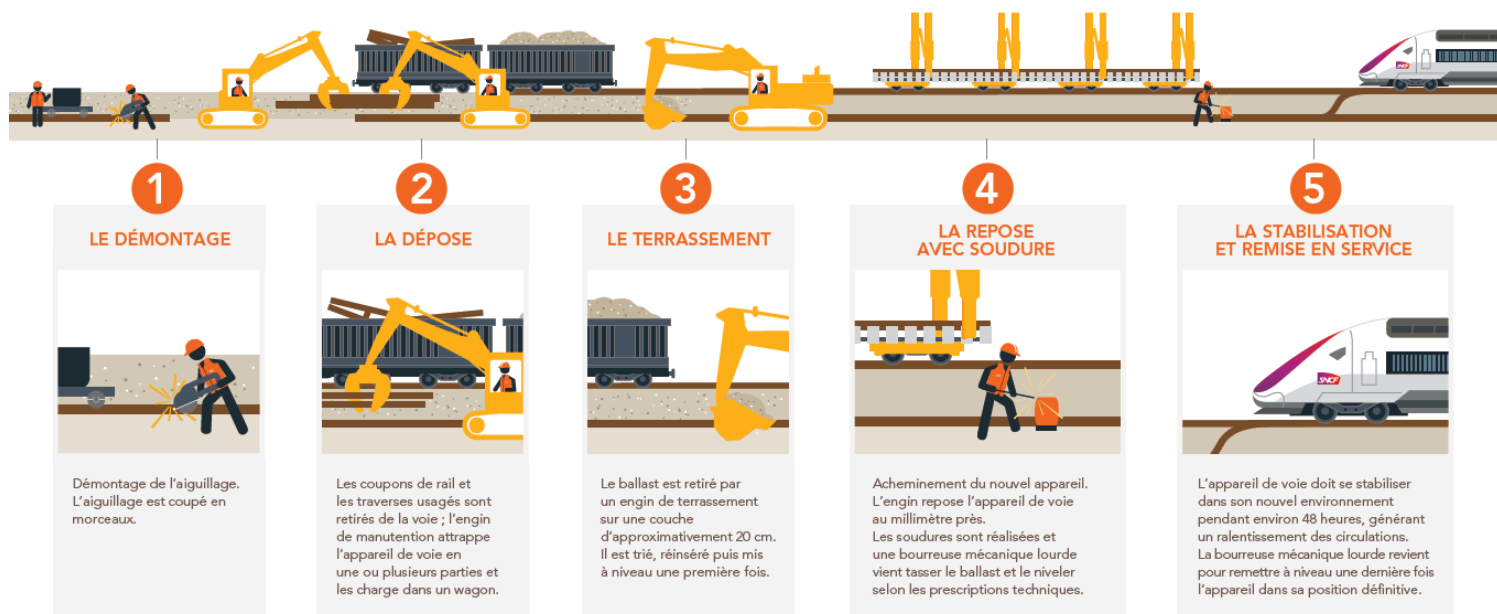 1
LE DÉMONTAGE
Démontage de l'aiguillage.
L'aiguillage est coupé en
morceaux.
2
LA DÉPOSE
Les coupons de rail et
les traverses usagés sont
retirés de la voie ; l'engin
de manutention attrappe
l'appareil de voie en
une ou plusieurs parties et
les charge dans un wagon.
3
LE TERRASSEMENT
Le ballast est retiré par
un engin de terrassement
sur une couche
d'approximativement 20 cm.
Il est trié, réinséré puis mis
à niveau une première fois.
4
LA REPOSE
AVEC SOUDURE
Acheminement du nouvel appareil.
L'engin repose l'appareil de voie
au millimètre près.
Les soudures sont réalisées et
une bourreuse mécanique lourde
vient tasser le ballast et le niveler
selon les prescriptions techniques.
SNCF
5
LA STABILISATION
ET REMISE EN SERVICE
SNCF
L'appareil de voie doit se stabiliser
dans son nouvel environnement
pendant environ 48 heures, générant
un ralentissement des circulations.
La bourreuse mécanique lourde revient
pour remettre à niveau une dernière fois
l'appareil dans sa position définitive.